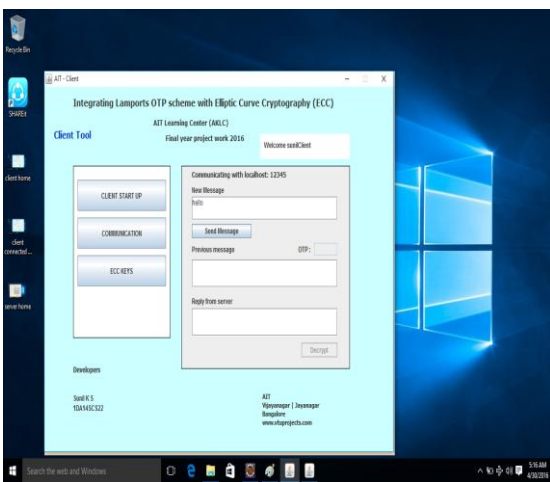 Recycle Bin
SHAREit
client home
client
connected ...
server home
AIT - Client
Integrating Lamports OTP scheme with Elliptic Curve Cryptography (ECC)
AIT Learning Center (AKLC)
Client Tool
Final year project work 2016
Welcome sunilClient
CLIENT START UP
COMMUNICATION
ECC KEYS
Communicating with localhost: 12345
New Message
hello
Send Message
Previous message
OTP :
Reply from server
Decrypt
Developers
Sunil K S
1DA14SCS22
AIT
Vijayanagar | Jayanagar
Bangalore
www.vtuprojects.com
Search the web and Windows
5:16 AM
4/30/2016